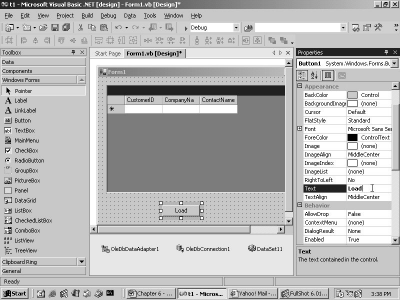 t1 - Microsoft Visual Basic .NET [design] - Form1.vb [Design]*
File Edit View Project Build Debug Data Tools Window Help
Debug
Toolbox
Data
Components
Windows Forms
Pointer
Label
LinkLabel
Button
TextBox
MainMenu
CheckBox
RadioButton
GroupBox
PictureBox
Panel
DataGrid
ListBox
CheckedListBox
ComboBox
ListView
TreeView
Clipboard Ring
General
Start Page Form1.vb [Design]*
Form1
CustomerID CompanyNa ContactName
Load
OleDbDataAdapter1 OleDbConnection1 DataSet11
Properties
Button1 System.Windows.Forms.Bu
Appearance
BackColor Control
BackgroundImage (none)
Cursor Default
FlatStyle Standard
Font Microsoft Sans Se
ForeColor ControlText
Image (none)
ImageAlign MiddleCenter
ImageIndex (none)
ImageList (none)
RightToLeft No
Text Load
TextAlign MiddleCenter
Behavior
AllowDrop False
ContextMenu (none)
DialogResult None
Enabled True
Text
The text contained in the control.
Ready
Start Chapter 6 - ... t1 - Micros... Yahoo! Mail -... FullShot 6.01... 3:38 PM